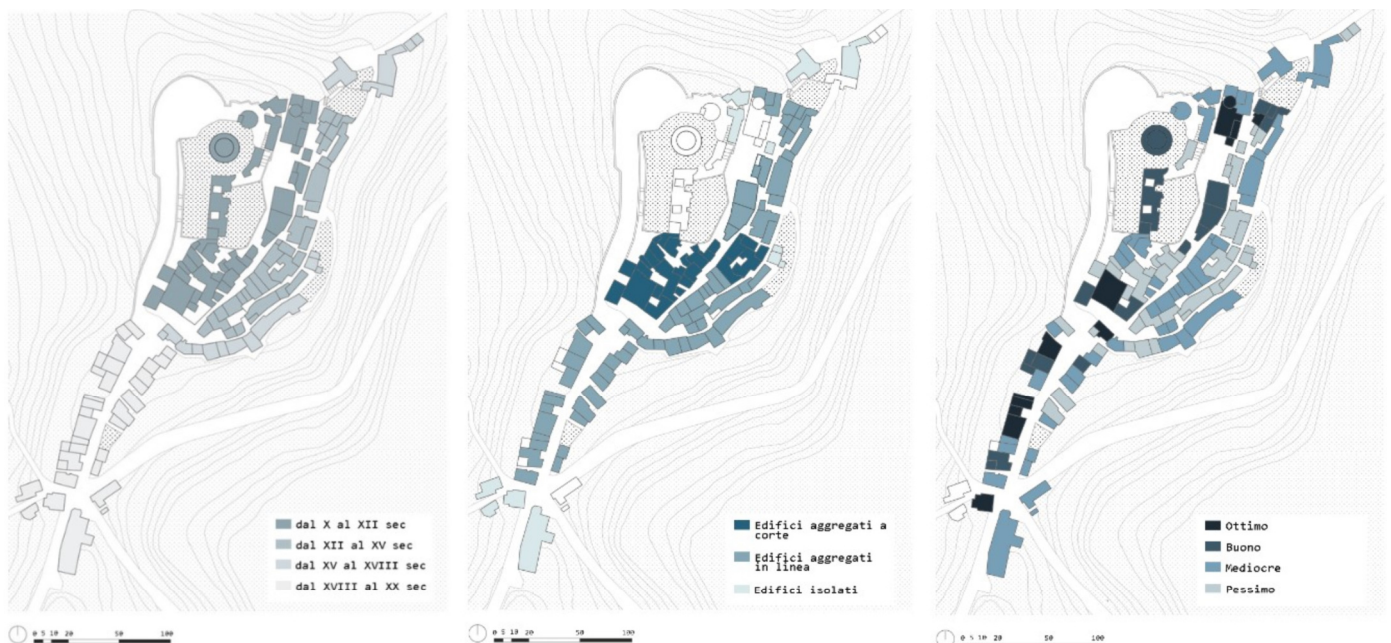 dal X al XII sec
dal XII al XV sec
dal XV al XVIII sec
dal XVIII al XX sec
0 5 10 20 50 100
Edifici aggregati a
corte
Edifici aggregati
in linea
Edifici isolati
0 5 10 20 50 100
Ottimo
Buono
Mediocre
Pessimo
0 5 10 20 50 100